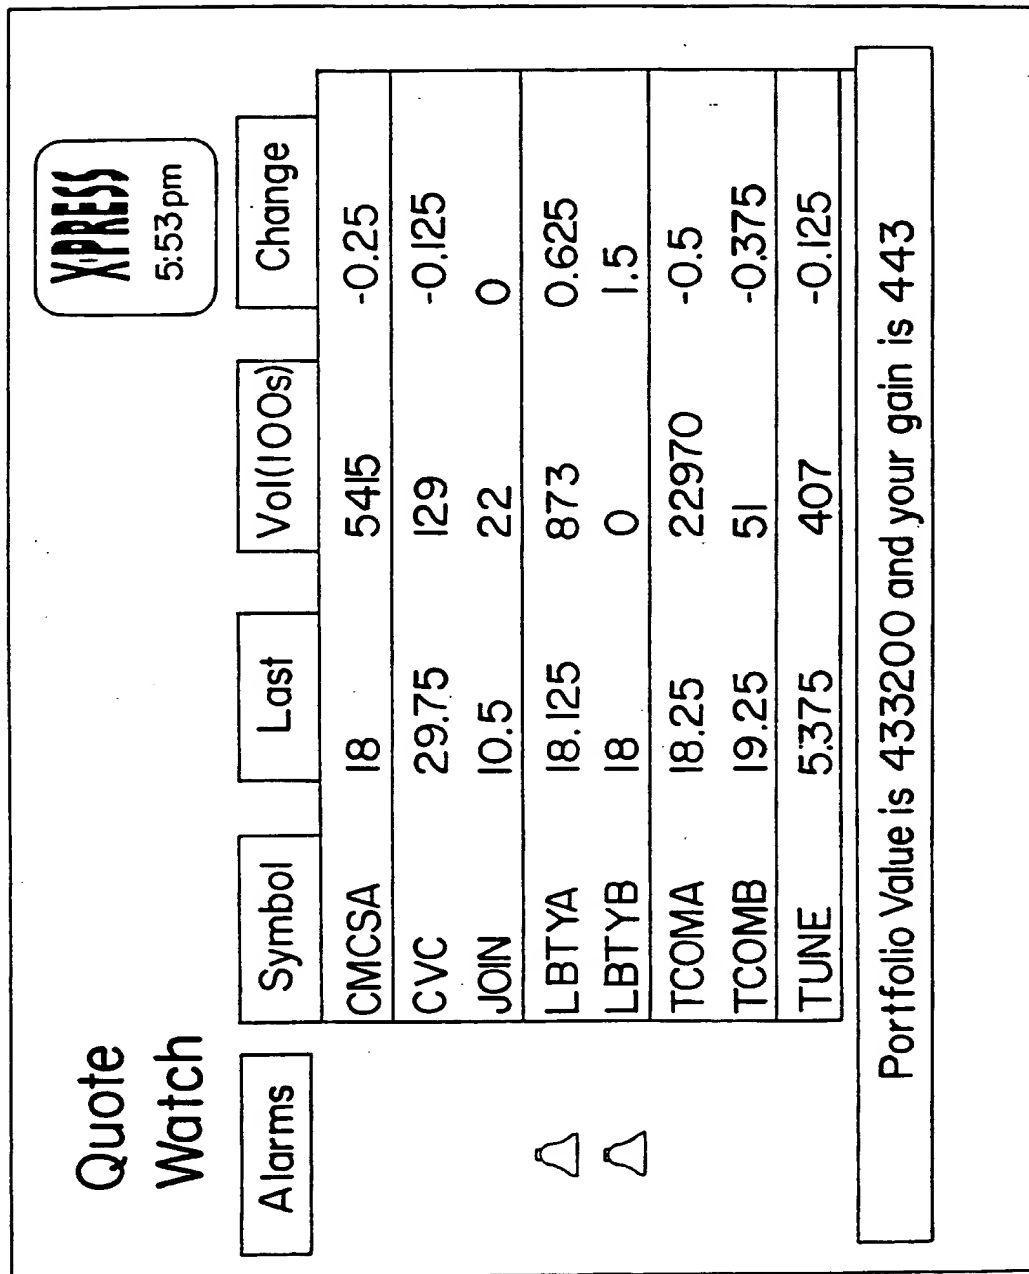 Quote
Watch
X·PRESS
5:53pm
Alarms Symbol Last Vol(100s) Change
CMCSA 18 5415 -0.25
CVC 29.75 129 -0.125
JOIN 10.5 22 0
LBTYA 18.125 873 0.625
LBTYB 18 0 1.5
TCOMA 18.25 22970 -0.5
TCOMB 19.25 51 -0.375
TUNE 5.375 407 -0.125
Portfolio Value is 433200 and your gain is 443